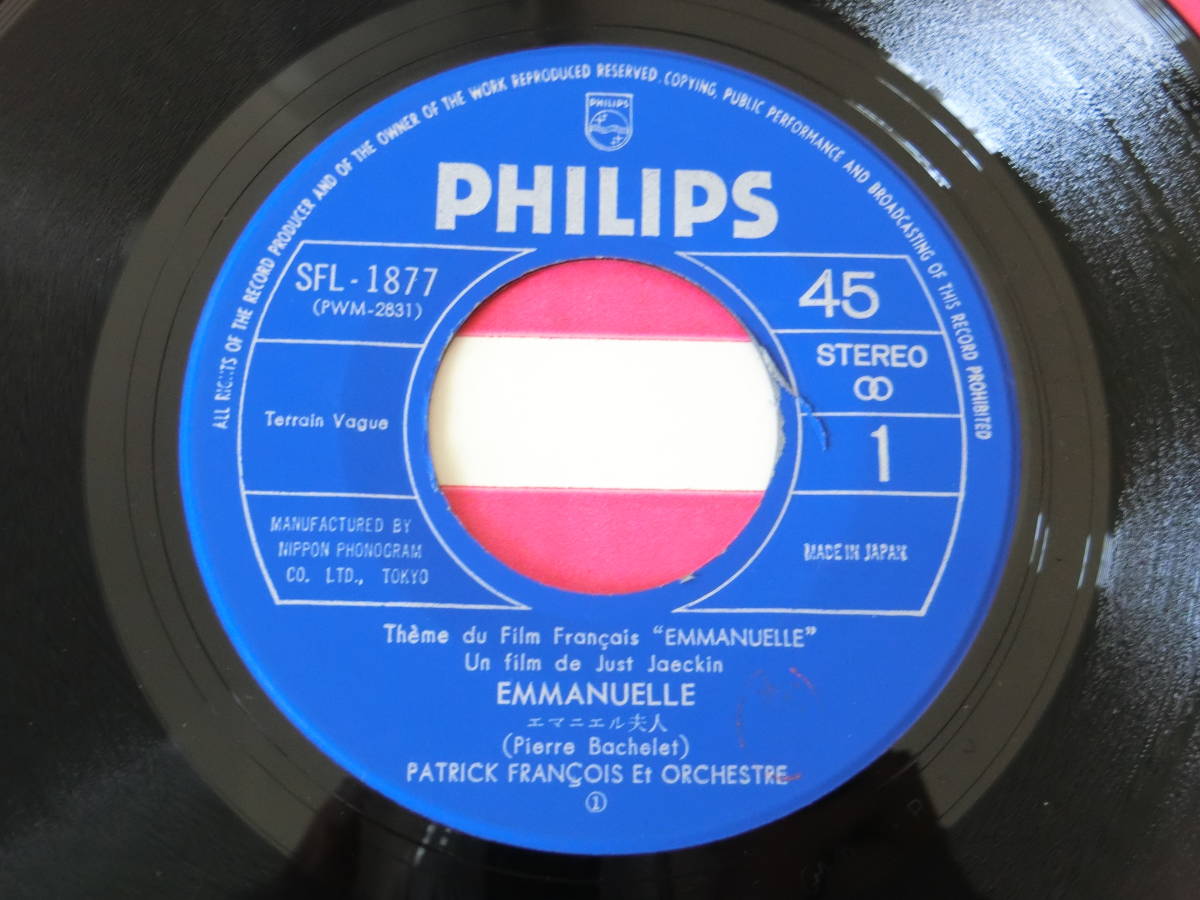 ALL RIGHTS OF THE RECORD PRODUCER AND OF THE OWNER OF THE WORK REPRODUCED RESERVED. COPYING, PUBLIC PERFORMANCE AND BROADCASTING OF THIS RECORD PROHIBITED
PHILIPS
PHILIPS
SFL-1877
(PWM-2831)
45
STEREO
1
Terrain Vague
MANUFACTURED BY
NIPPON PHONOGRAM
CO. LTD., TOKYO
MADE IN JAPAN
Thème du Film Français "EMMANUELLE"
Un film de Just Jaeckin
EMMANUELLE
エマニエル夫人
(Pierre Bachelet)
PATRICK FRANÇOIS Et ORCHESTRE
①